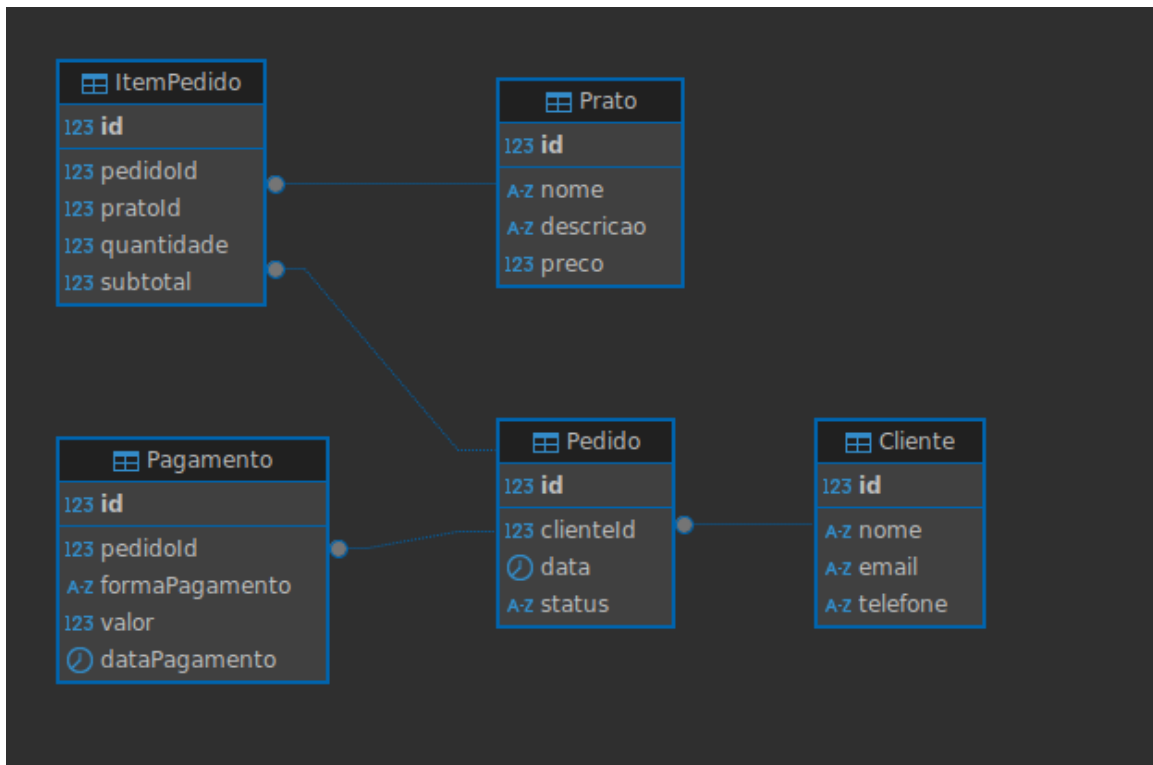 ItemPedido
123 id
123 pedidoId
123 pratoId
123 quantidade
123 subtotal
Prato
123 id
A-Z nome
A-Z descricao
123 preco
Pagamento
123 id
123 pedidoId
A-Z formaPagamento
123 valor
dataPagamento
Pedido
123 id
123 clienteId
data
A-Z status
Cliente
123 id
A-Z nome
A-Z email
A-Z telefone